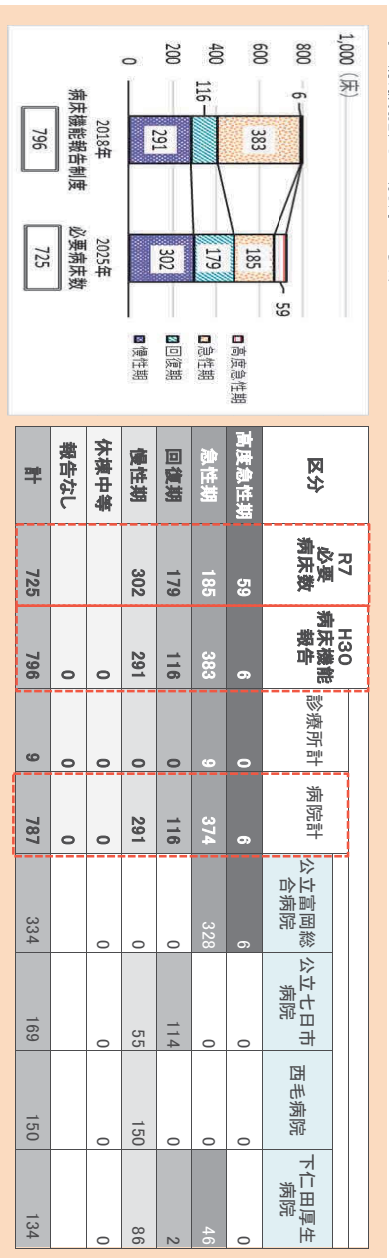 1,000 (床)
800
600
400
200
0
6
383
116
291
59
185
179
302
2018年
病床機能報告制度
796
2025年
必要病床数
725
高度急性期
急性期
回復期
慢性期
区分 R7必要病床数 H30病床機能報告 診療所計 病院計 公立富岡総合病院 公立七日市病院 西毛病院 下仁田厚生病院
高度急性期 59 6 0 6 6 0 0 0
急性期 185 383 9 374 328 0 0 46
回復期 179 116 0 116 0 114 0 2
慢性期 302 291 0 291 0 55 150 86
休棟中等 0 0 0 0 0 0 0
報告なし 0 0 0
計 725 796 9 787 334 169 150 134